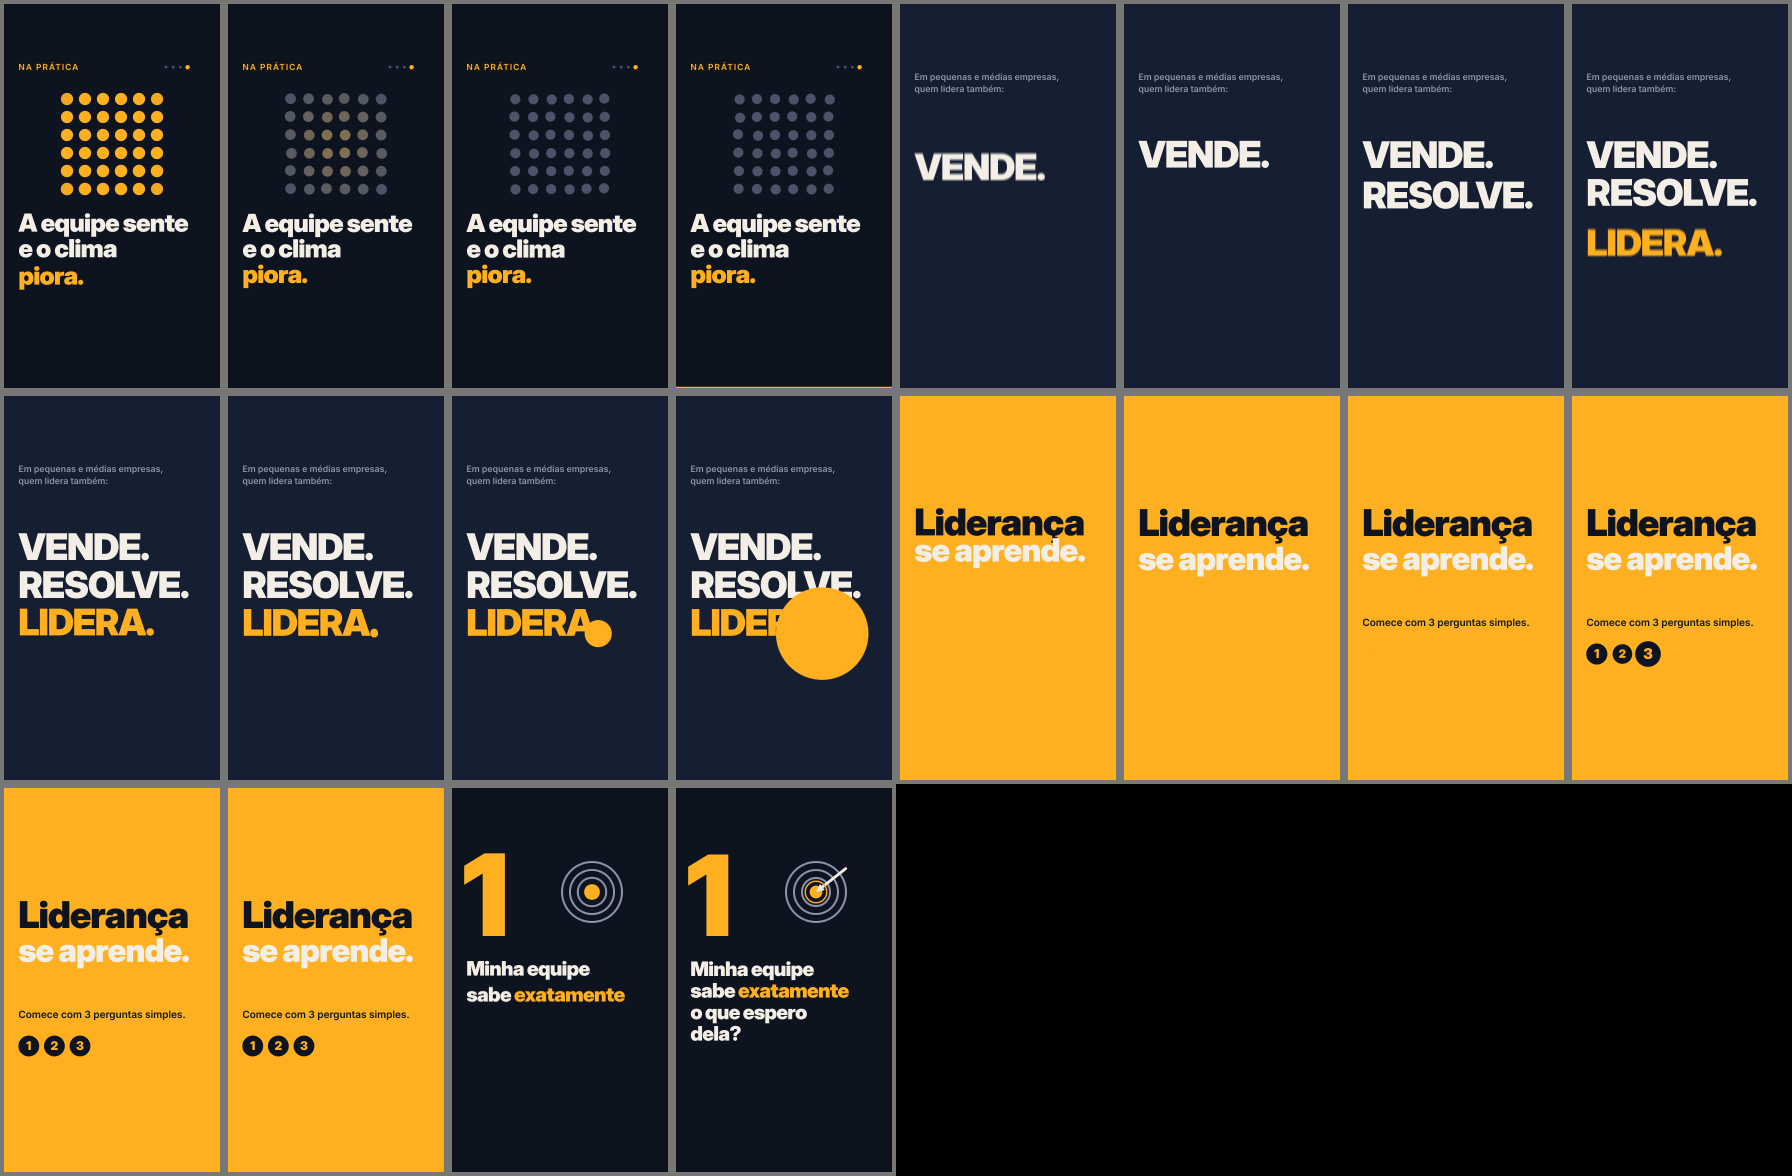 NA PRÁTICA
A equipe sente
e o clima
piora.
NA PRÁTICA
A equipe sente
e o clima
piora.
NA PRÁTICA
A equipe sente
e o clima
piora.
NA PRÁTICA
A equipe sente
e o clima
piora.
Em pequenas e médias empresas,
quem lidera também:
VENDE.
Em pequenas e médias empresas,
quem lidera também:
VENDE.
Em pequenas e médias empresas,
quem lidera também:
VENDE.
RESOLVE.
Em pequenas e médias empresas,
quem lidera também:
VENDE.
RESOLVE.
LIDERA.
Em pequenas e médias empresas,
quem lidera também:
VENDE.
RESOLVE.
LIDERA.
Em pequenas e médias empresas,
quem lidera também:
VENDE.
RESOLVE.
LIDERA.
Em pequenas e médias empresas,
quem lidera também:
VENDE.
RESOLVE.
LIDERA
Em pequenas e médias empresas,
quem lidera também:
VENDE.
RESOLVE.
Liderança
se aprende.
Liderança
se aprende.
Liderança
se aprende.
Comece com 3 perguntas simples.
Liderança
se aprende.
Comece com 3 perguntas simples.
1 2 3
Liderança
se aprende.
Comece com 3 perguntas simples.
1 2 3
Liderança
se aprende.
Comece com 3 perguntas simples.
1 2 3
1
Minha equipe
sabe exatamente
1
Minha equipe
sabe exatamente
o que espero
dela?